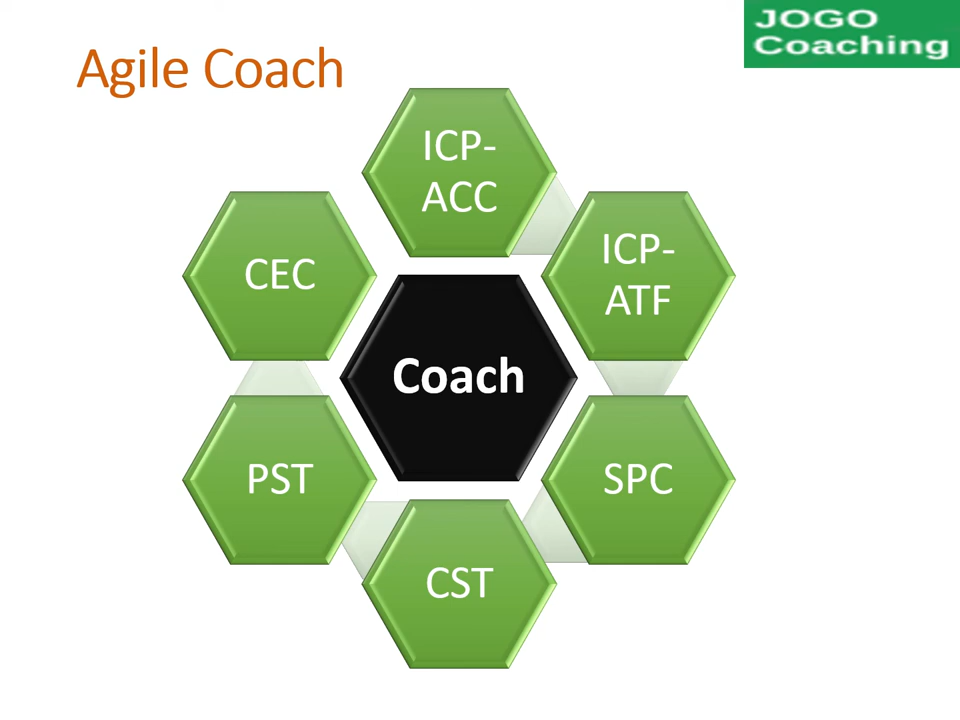 JOGO
Coaching
Agile Coach
ICP-
ACC
ICP-
ATF
SPC
CST
PST
CEC
Coach